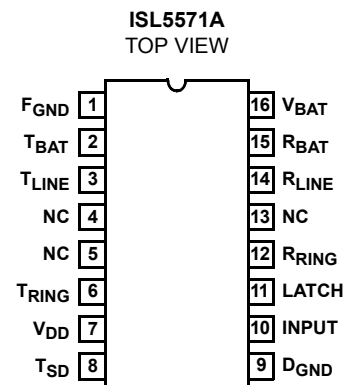 ISL5571A
TOP VIEW
FGND 1 16 VBAT
TBAT 2 15 RBAT
TLINE 3 14 RLINE
NC 4 13 NC
NC 5 12 RRING
TRING 6 11 LATCH
VDD 7 10 INPUT
TSD 8 9 DGND